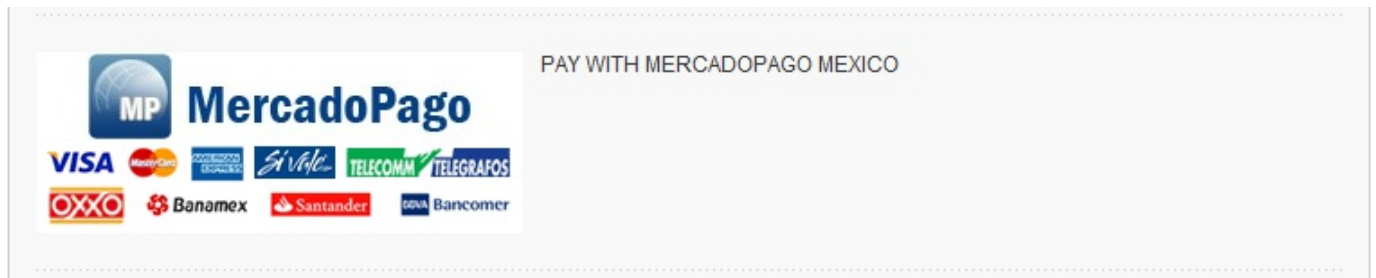 PAY WITH MERCADOPAGO MEXICO
MP MercadoPago
VISA MasterCard AMERICAN EXPRESS Sí Vale TELECOMM TELEGRAFOS
OXXO Banamex Santander BBVA Bancomer